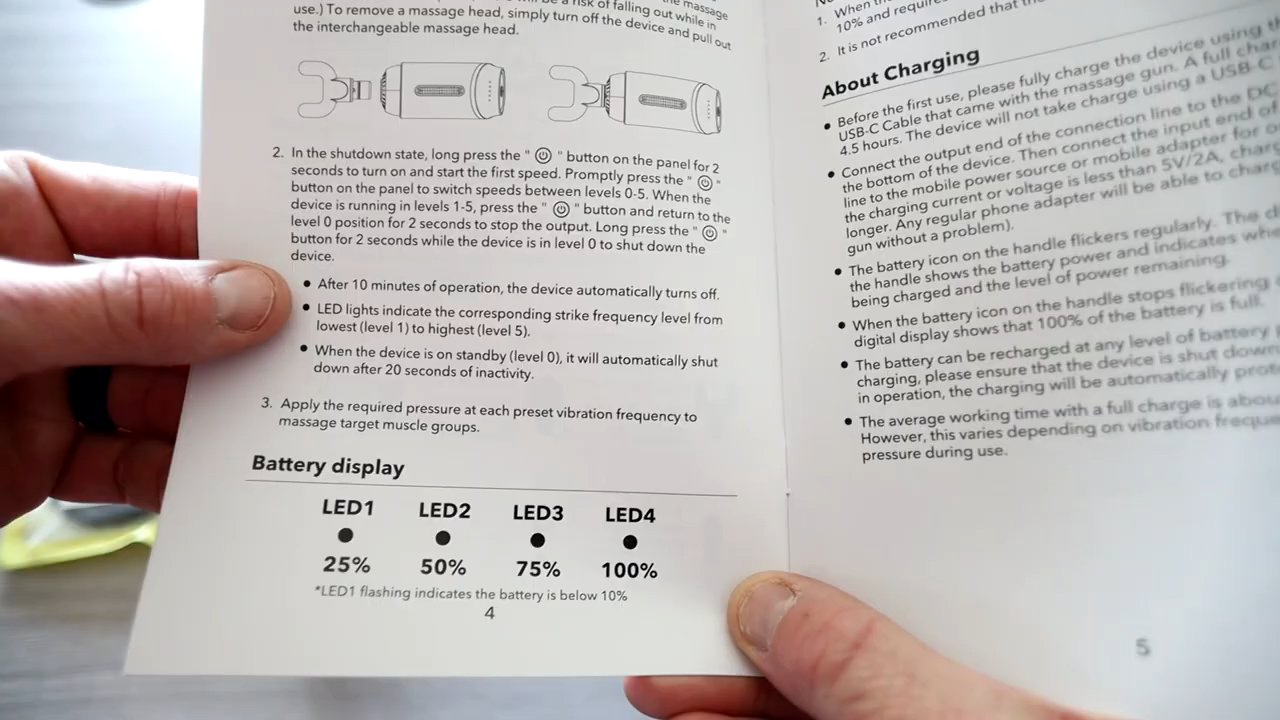 be a risk of falling out while in
use.) To remove a massage head, simply turn off the device and pull out
the interchangeable massage head.
2. In the shutdown state, long press the " " button on the panel for 2
seconds to turn on and start the first speed. Promptly press the " "
button on the panel to switch speeds between levels 0-5. When the
device is running in levels 1-5, press the " " button and return to the
level 0 position for 2 seconds to stop the output. Long press the " "
button for 2 seconds while the device is in level 0 to shut down the
device.
• After 10 minutes of operation, the device automatically turns off.
• LED lights indicate the corresponding strike frequency level from
lowest (level 1) to highest (level 5).
• When the device is on standby (level 0), it will automatically shut
down after 20 seconds of inactivity.
3. Apply the required pressure at each preset vibration frequency to
massage target muscle groups.
Battery display
LED1 LED2 LED3 LED4
25% 50% 75% 100%
*LED1 flashing indicates the battery is below 10%
4
1. When
10% and
2. It is not recommended that
About Charging
• Before the first use, please fully charge the device using
USB-C Cable that came with the massage gun. A full
4.5 hours. The device will not take charge using a USB-C
• Connect the output end of the connection line to the DC
the bottom of the device. Then connect the input end of
line to the mobile power source or mobile adapter for
the charging current or voltage is less than 5V/2A,
longer. Any regular phone adapter will be able to
gun without a problem).
• The battery icon on the handle flickers regularly. The
the handle shows the battery power and indicates
being charged and the level of power remaining.
• When the battery icon on the handle stops flickering
digital display shows that 100% of the battery is full.
• The battery can be recharged at any level of battery
charging, please ensure that the device is shut down
in operation, the charging will be automatically
• The average working time with a full charge is
However, this varies depending on vibration
pressure during use.
5